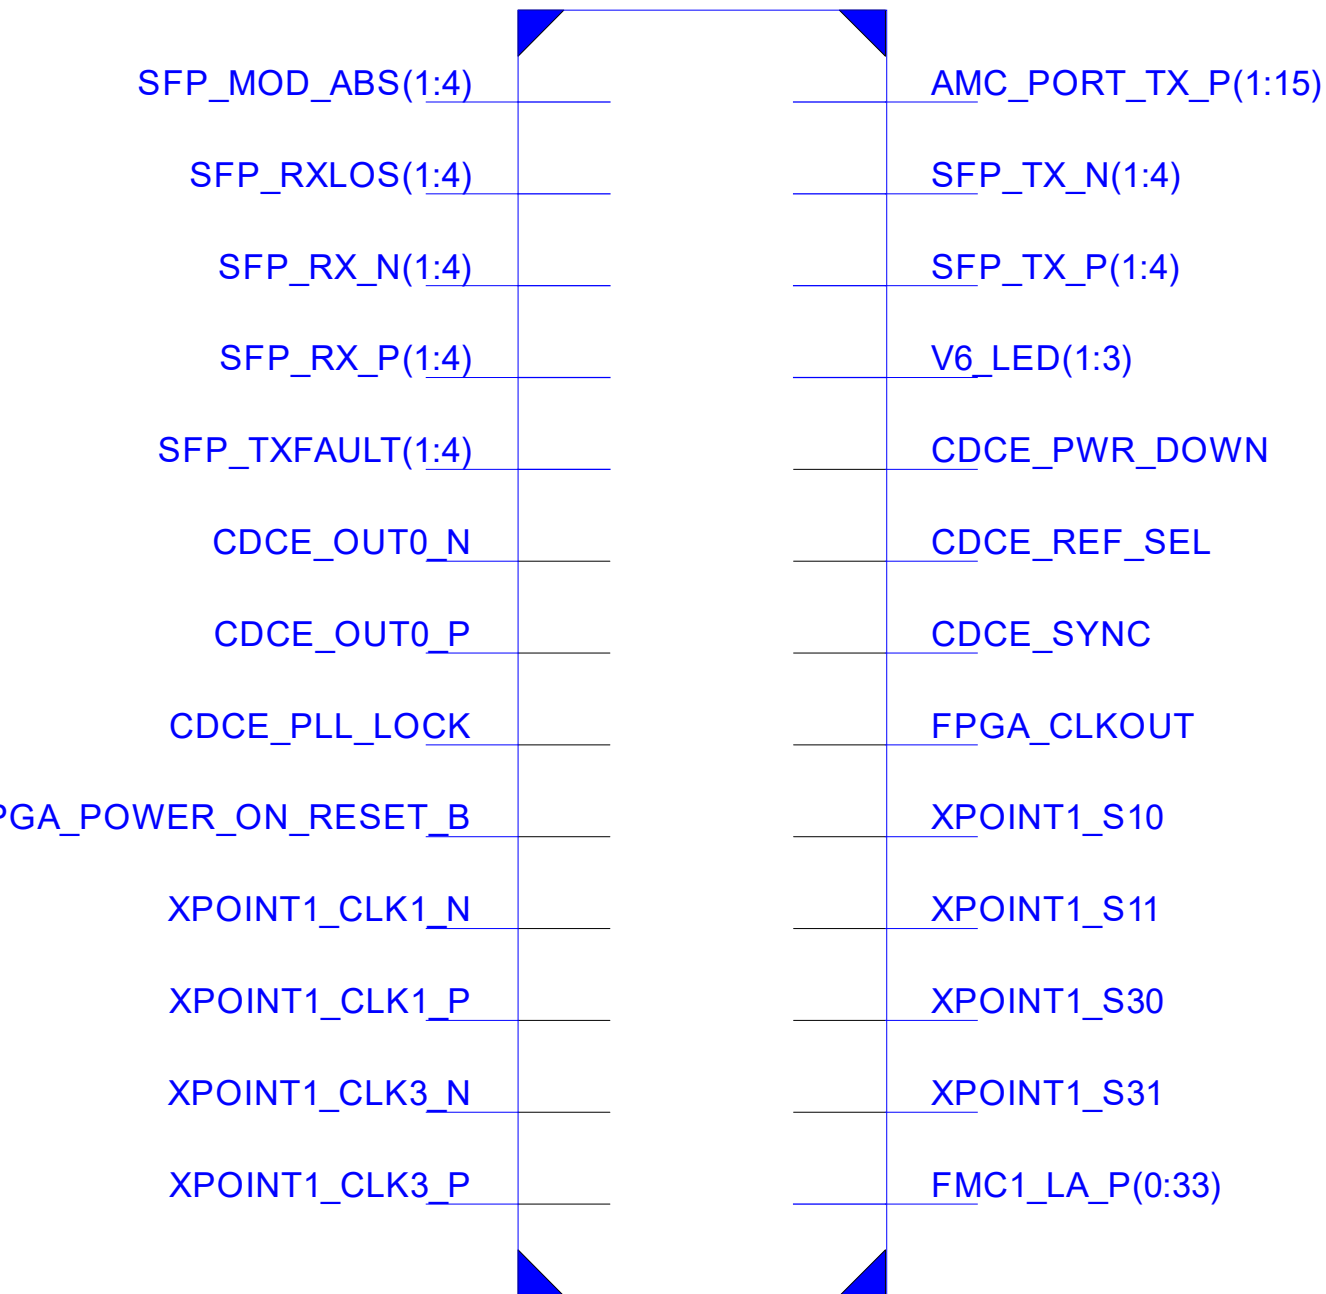 SFP_MOD_ABS(1:4)
SFP_RXLOS(1:4)
SFP_RX_N(1:4)
SFP_RX_P(1:4)
SFP_TXFAULT(1:4)
CDCE_OUT0_N
CDCE_OUT0_P
CDCE_PLL_LOCK
PGA_POWER_ON_RESET_B
XPOINT1_CLK1_N
XPOINT1_CLK1_P
XPOINT1_CLK3_N
XPOINT1_CLK3_P
AMC_PORT_TX_P(1:15)
SFP_TX_N(1:4)
SFP_TX_P(1:4)
V6_LED(1:3)
CDCE_PWR_DOWN
CDCE_REF_SEL
CDCE_SYNC
FPGA_CLKOUT
XPOINT1_S10
XPOINT1_S11
XPOINT1_S30
XPOINT1_S31
FMC1_LA_P(0:33)